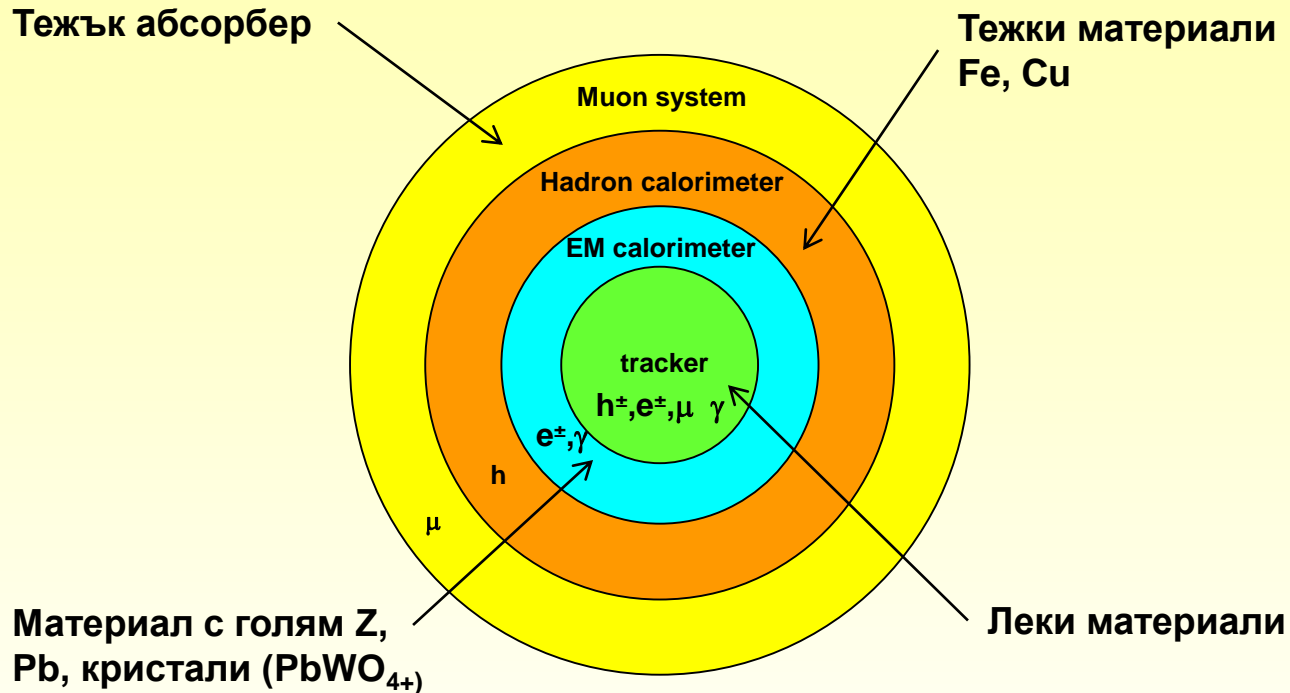 Тежък абсорбер
Тежки материали
Fe, Cu
Muon system
Hadron calorimeter
EM calorimeter
tracker
h±,e±,μ γ
e±,γ
h
μ
Материал с голям Z,
Pb, кристали (PbWO₄₊)
Леки материали